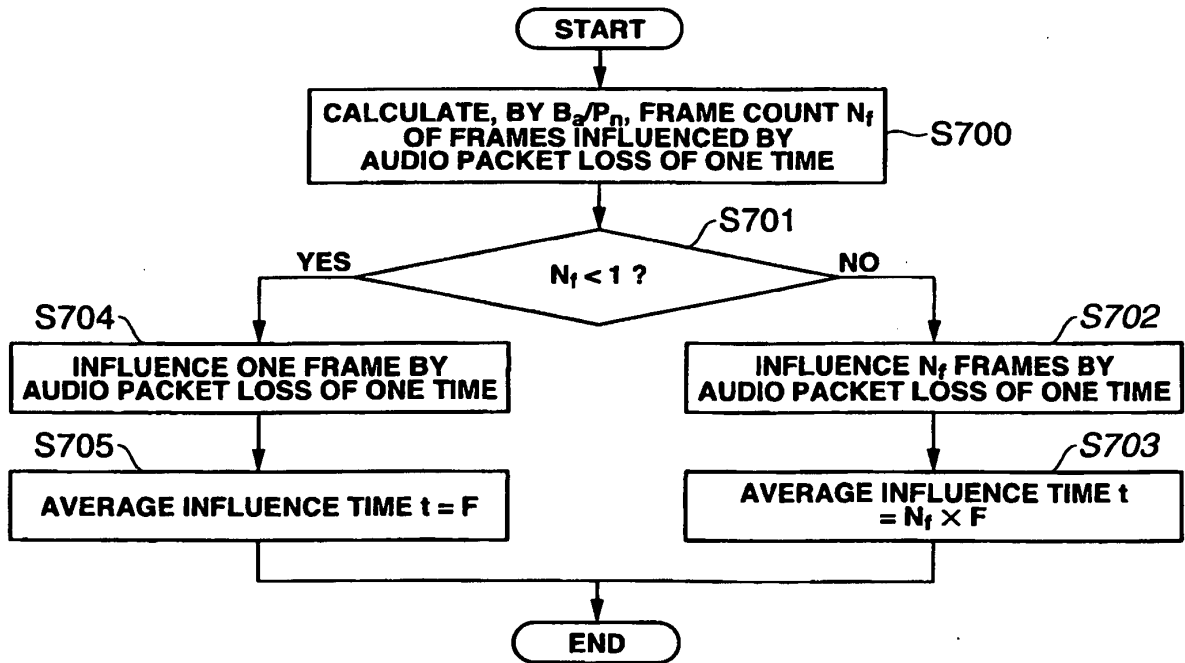 START
CALCULATE, BY Ba/Pn, FRAME COUNT Nf
OF FRAMES INFLUENCED BY
AUDIO PACKET LOSS OF ONE TIME
S700
S701
Nf < 1 ?
YES
NO
S704
INFLUENCE ONE FRAME BY
AUDIO PACKET LOSS OF ONE TIME
S702
INFLUENCE Nf FRAMES BY
AUDIO PACKET LOSS OF ONE TIME
S705
AVERAGE INFLUENCE TIME t = F
S703
AVERAGE INFLUENCE TIME t
= Nf × F
END